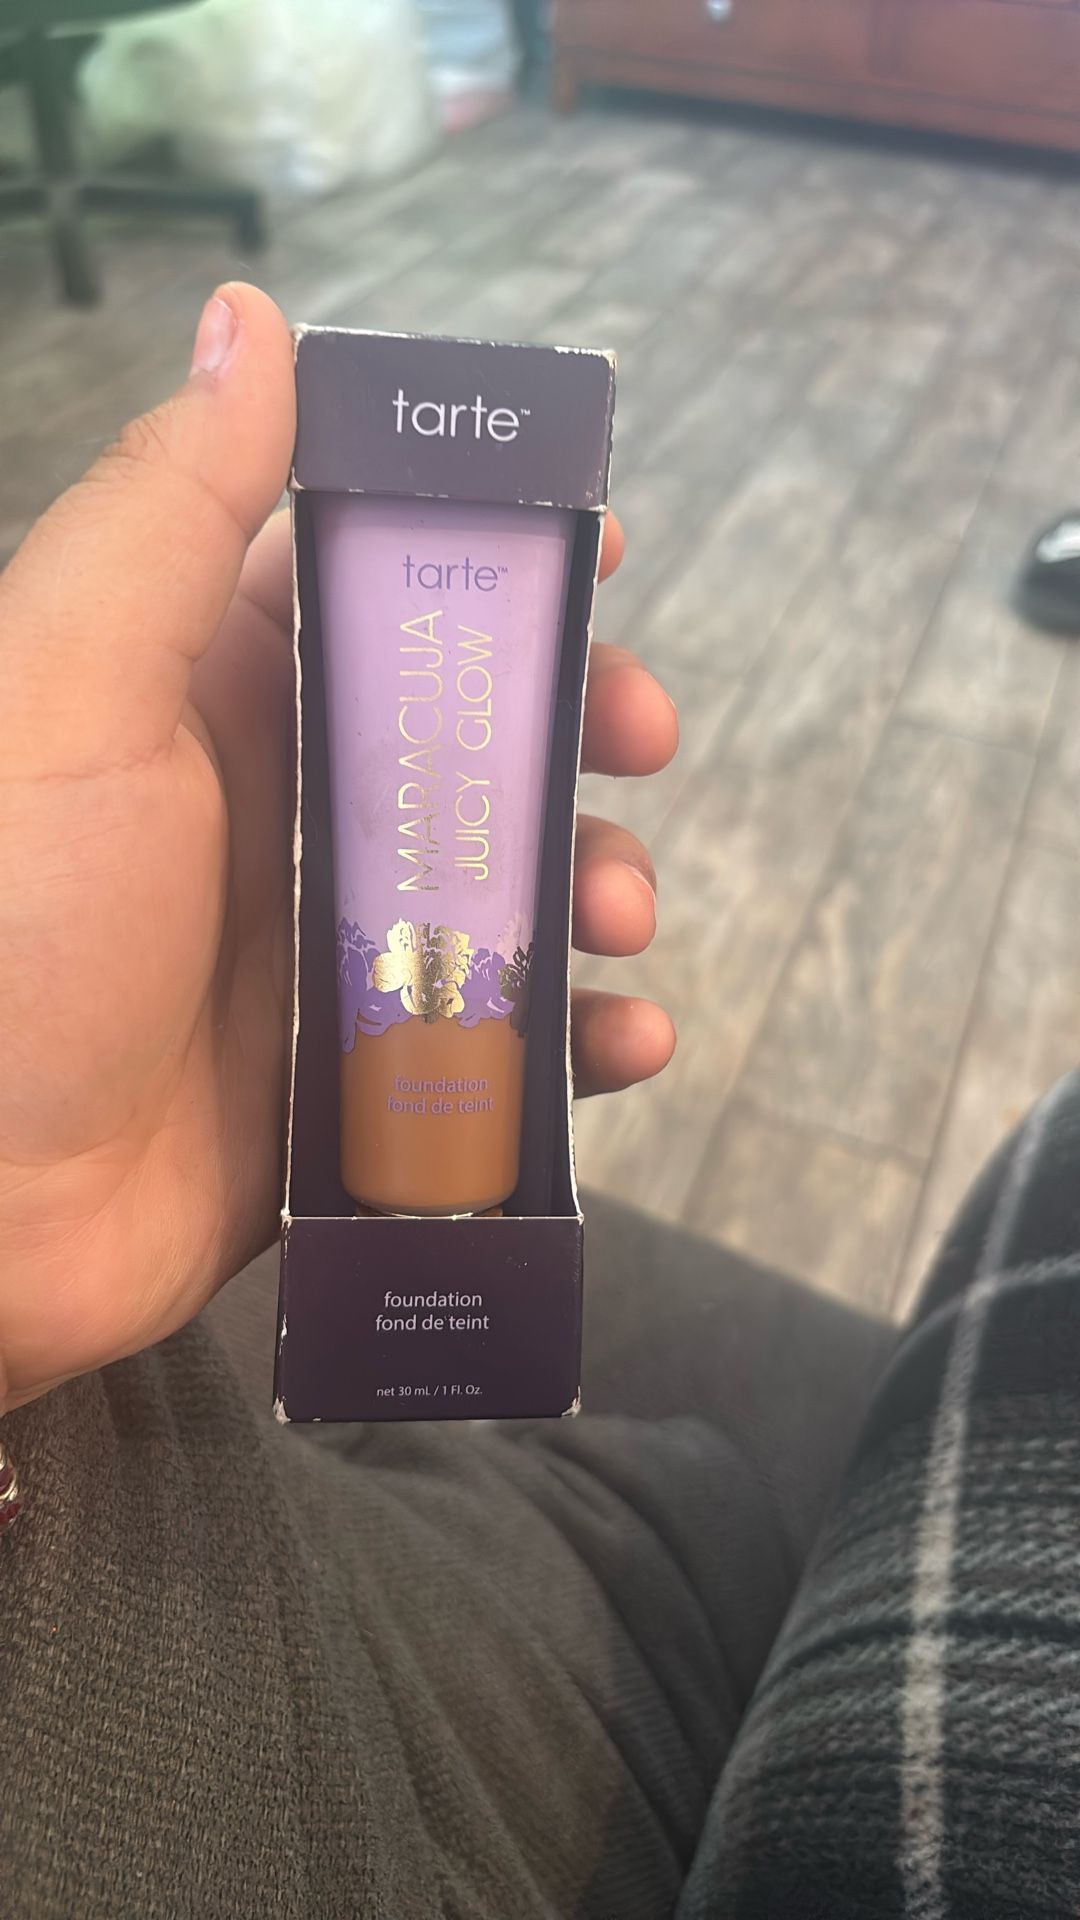 tarte™
tarte™
MARACUJA
JUICY GLOW
foundation
fond de teint
foundation
fond de teint
net 30 mL / 1 Fl. Oz.